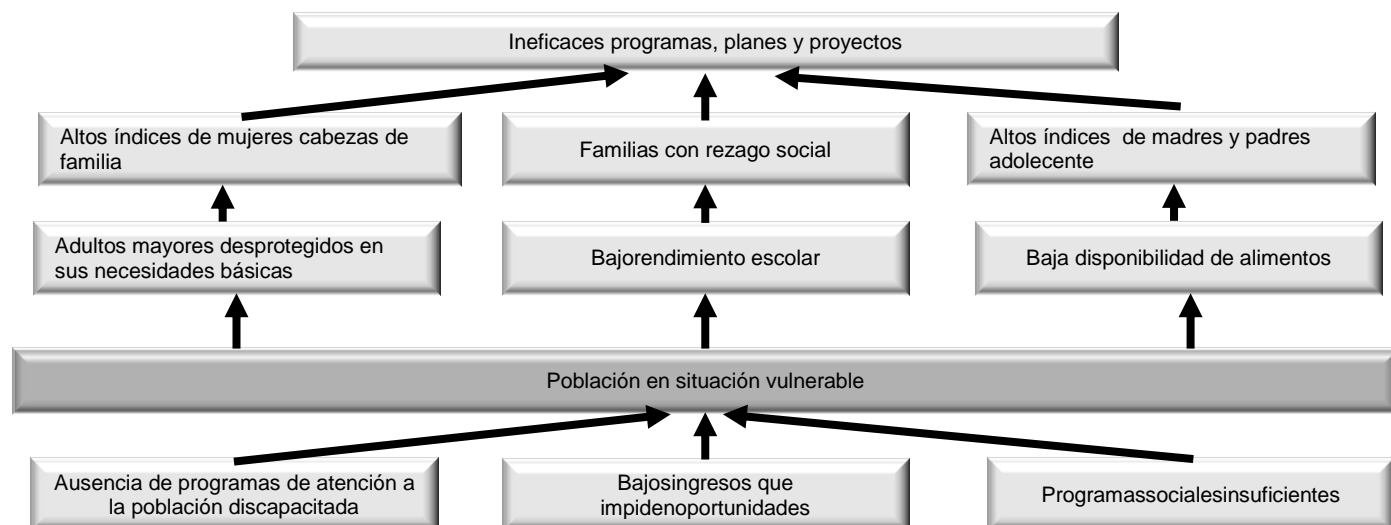 Ineficaces programas, planes y proyectos
Altos índices de mujeres cabezas de
familia
Familias con rezago social
Altos índices  de madres y padres
adolecente
Adultos mayores desprotegidos en
sus necesidades básicas
Bajorendimiento escolar
Baja disponibilidad de alimentos
Población en situación vulnerable
Ausencia de programas de atención a
la población discapacitada
Bajosingresos que
impidenoportunidades
Programassocialesinsuficientes